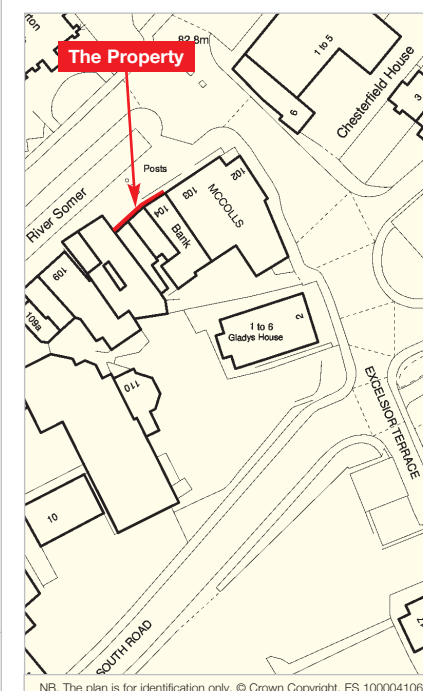 rton
82.8m
The Property
1 to 5
Chesterfield House
6
3
Posts
River Somer
102
103
MCCOLLS
104
Bank
109
109a
1 to 6
Gladys House
2
110
EXCELSIOR TERRACE
10
SOUTH ROAD
NB. The plan is for identification only. © Crown Copyright, ES 100004106